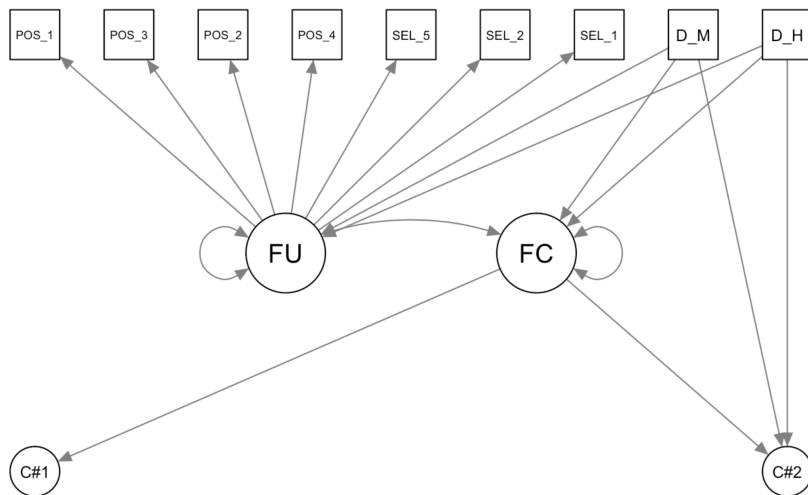 POS_1 POS_3 POS_2 POS_4 SEL_5 SEL_2 SEL_1 D_M D_H
FU FC
C#1 C#2